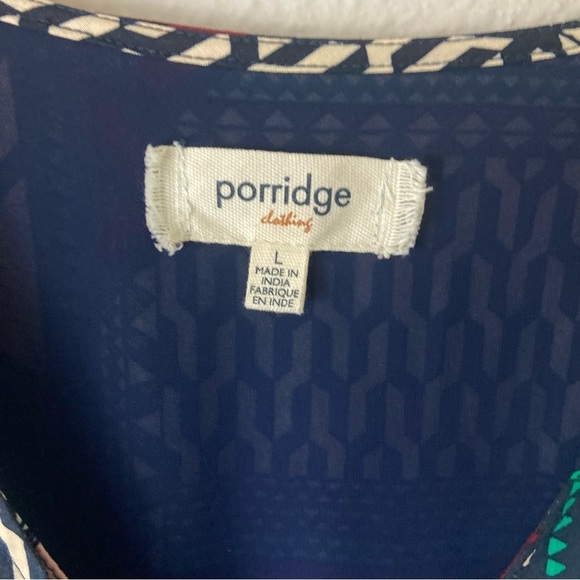 porridge
clothing
L
MADE IN
INDIA
FABRIQUE
EN INDE